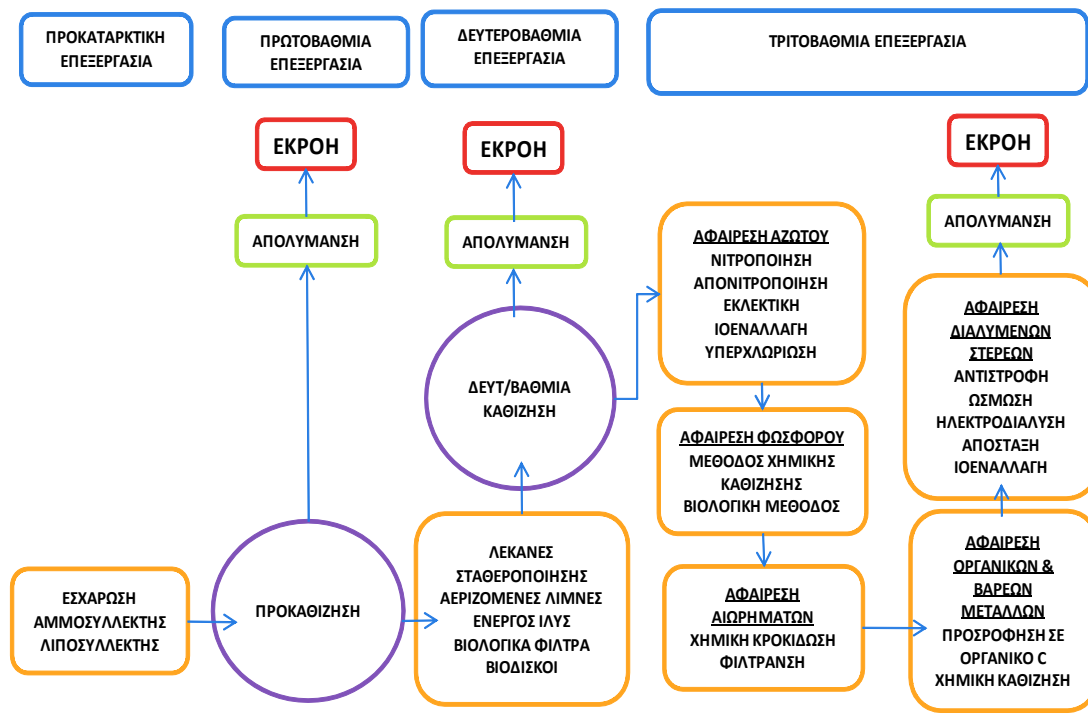 ΠΡΟΚΑΤΑΡΚΤΙΚΗ
ΕΠΕΞΕΡΓΑΣΙΑ
ΠΡΩΤΟΒΑΘΜΙΑ
ΕΠΕΞΕΡΓΑΣΙΑ
ΔΕΥΤΕΡΟΒΑΘΜΙΑ
ΕΠΕΞΕΡΓΑΣΙΑ
ΤΡΙΤΟΒΑΘΜΙΑ ΕΠΕΞΕΡΓΑΣΙΑ
ΕΚΡΟΗ
ΕΚΡΟΗ
ΕΚΡΟΗ
ΑΠΟΛΥΜΑΝΣΗ
ΑΠΟΛΥΜΑΝΣΗ
ΑΠΟΛΥΜΑΝΣΗ
ΑΦΑΙΡΕΣΗ ΑΖΩΤΟΥ
ΝΙΤΡΟΠΟΙΗΣΗ
ΑΠΟΝΙΤΡΟΠΟΙΗΣΗ
ΕΚΛΕΚΤΙΚΗ
ΙΟΕΝΑΛΛΑΓΗ
ΥΠΕΡΧΛΩΡΙΩΣΗ
ΑΦΑΙΡΕΣΗ
ΔΙΑΛΥΜΕΝΩΝ
ΣΤΕΡΕΩΝ
ΑΝΤΙΣΤΡΟΦΗ
ΩΣΜΩΣΗ
ΗΛΕΚΤΡΟΔΙΑΛΥΣΗ
ΑΠΟΣΤΑΞΗ
ΙΟΕΝΑΛΛΑΓΗ
ΔΕΥΤ/ΒΑΘΜΙΑ
ΚΑΘΙΖΗΣΗ
ΑΦΑΙΡΕΣΗ ΦΩΣΦΟΡΟΥ
ΜΕΘΟΔΟΣ ΧΗΜΙΚΗΣ
ΚΑΘΙΖΗΣΗΣ
ΒΙΟΛΟΓΙΚΗ ΜΕΘΟΔΟΣ
ΕΣΧΑΡΩΣΗ
ΑΜΜΟΣΥΛΛΕΚΤΗΣ
ΛΙΠΟΣΥΛΛΕΚΤΗΣ
ΠΡΟΚΑΘΙΖΗΣΗ
ΛΕΚΑΝΕΣ
ΣΤΑΘΕΡΟΠΟΙΗΣΗΣ
ΑΕΡΙΖΟΜΕΝΕΣ ΛΙΜΝΕΣ
ΕΝΕΡΓΟΣ ΙΛΥΣ
ΒΙΟΛΟΓΙΚΑ ΦΙΛΤΡΑ
ΒΙΟΔΙΣΚΟΙ
ΑΦΑΙΡΕΣΗ
ΑΙΩΡΗΜΑΤΩΝ
ΧΗΜΙΚΗ ΚΡΟΚΙΔΩΣΗ
ΦΙΛΤΡΑΝΣΗ
ΑΦΑΙΡΕΣΗ
ΟΡΓΑΝΙΚΩΝ &
ΒΑΡΕΩΝ
ΜΕΤΑΛΛΩΝ
ΠΡΟΣΡΟΦΗΣΗ ΣΕ
ΟΡΓΑΝΙΚΟ C
ΧΗΜΙΚΗ ΚΑΘΙΖΗΣΗ